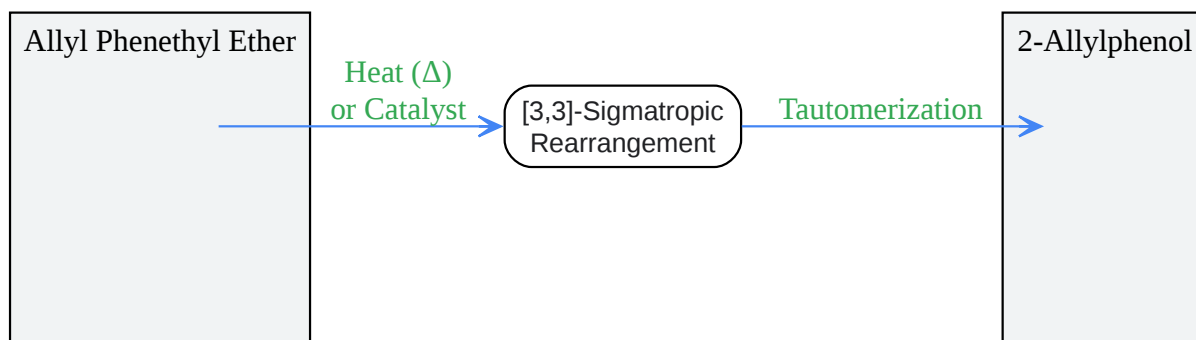 Allyl Phenethyl Ether
Heat (Δ)
or Catalyst
[3,3]-Sigmatropic
Rearrangement
Tautomerization
2-Allylphenol